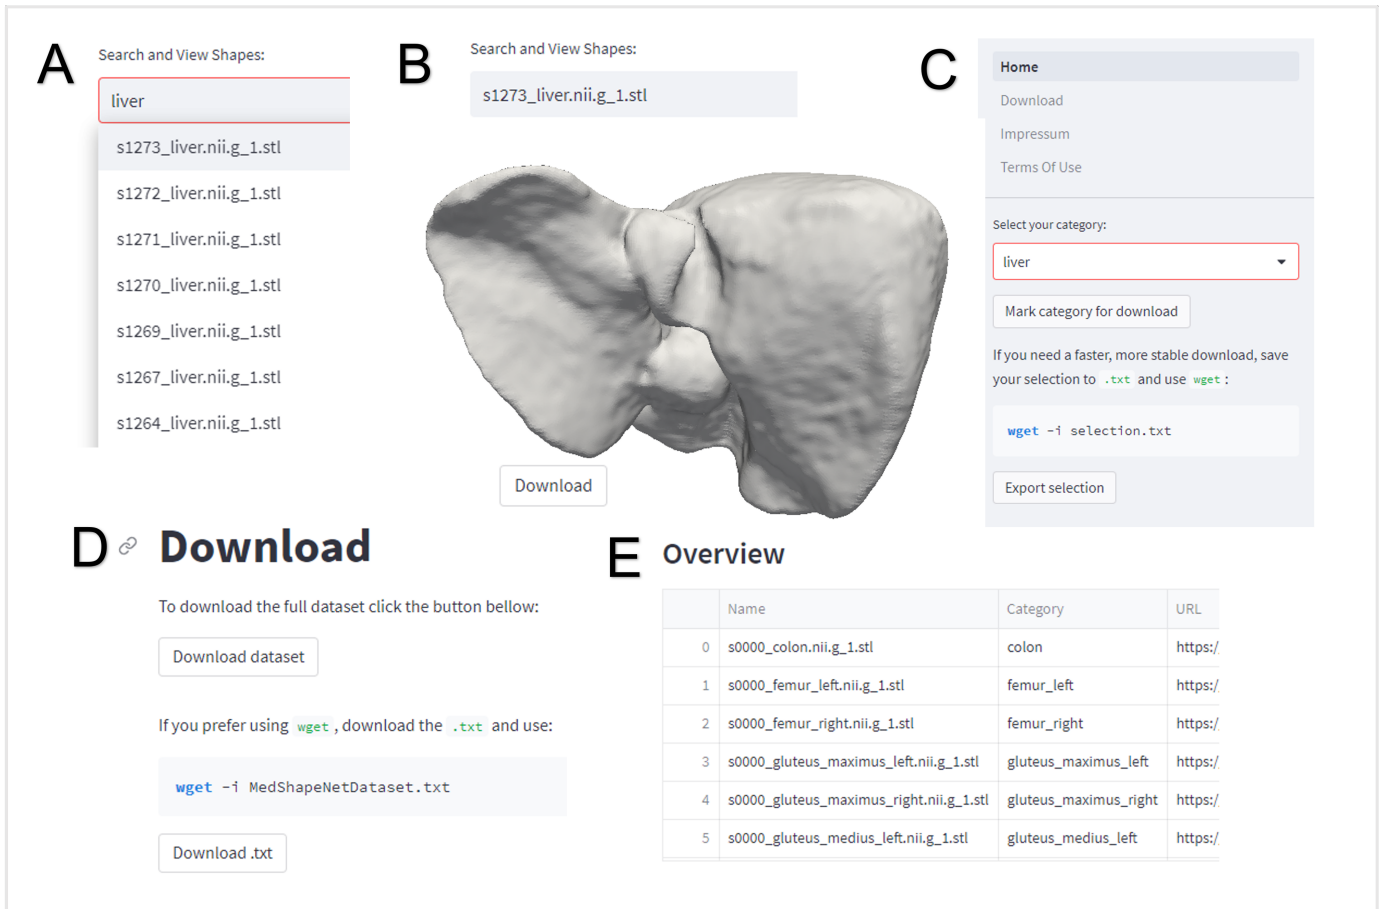 A
Search and View Shapes:
liver
s1273_liver.nii.g_1.stl
s1272_liver.nii.g_1.stl
s1271_liver.nii.g_1.stl
s1270_liver.nii.g_1.stl
s1269_liver.nii.g_1.stl
s1267_liver.nii.g_1.stl
s1264_liver.nii.g_1.stl
B
Search and View Shapes:
s1273_liver.nii.g_1.stl
Download
C
Home
Download
Impressum
Terms Of Use
Select your category:
liver
Mark category for download
If you need a faster, more stable download, save
your selection to .txt and use wget :
wget -i selection.txt
Export selection
D
Download
To download the full dataset click the button bellow:
Download dataset
If you prefer using wget , download the .txt and use:
wget -i MedShapeNetDataset.txt
Download .txt
E
Overview
Name Category URL
0 s0000_colon.nii.g_1.stl colon https:/
1 s0000_femur_left.nii.g_1.stl femur_left https:/
2 s0000_femur_right.nii.g_1.stl femur_right https:/
3 s0000_gluteus_maximus_left.nii.g_1.stl gluteus_maximus_left https:/
4 s0000_gluteus_maximus_right.nii.g_1.stl gluteus_maximus_right https:/
5 s0000_gluteus_medius_left.nii.g_1.stl gluteus_medius_left https:/